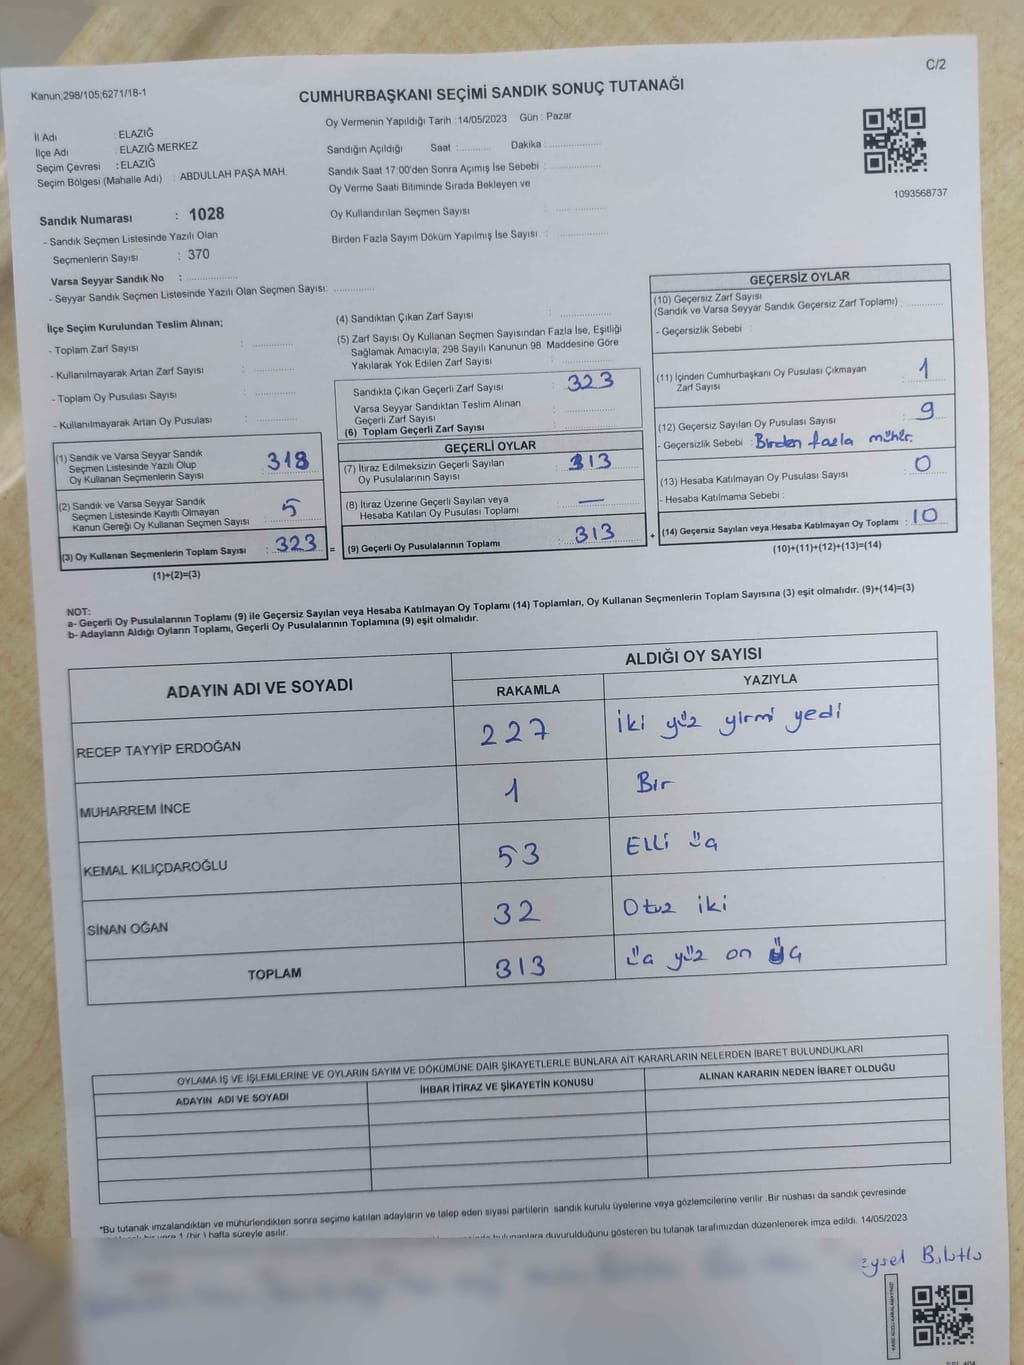 C/2
Kanun;298/105;6271/18-1
CUMHURBAŞKANI SEÇİMİ SANDIK SONUÇ TUTANAĞI
İl Adı : ELAZIĞ
İlçe Adı : ELAZIĞ MERKEZ
Seçim Çevresi : ELAZIĞ
Seçim Bölgesi (Mahalle Adı) : ABDULLAH PAŞA MAH.
Sandık Numarası : 1028
- Sandık Seçmen Listesinde Yazılı Olan
Seçmenlerin Sayısı : 370
Varsa Seyyar Sandık No :
- Seyyar Sandık Seçmen Listesinde Yazılı Olan Seçmen Sayısı:
Oy Vermenin Yapıldığı Tarih :14/05/2023 Gün : Pazar
Sandığın Açıldığı Saat : Dakika :
Sandık Saat 17:00'den Sonra Açımış İse Sebebi :
Oy Verme Saati Bitiminde Sırada Bekleyen ve
Oy Kullandırılan Seçmen Sayısı :
Birden Fazla Sayım Döküm Yapılmış İse Sayısı :
1093568737
İlçe Seçim Kurulundan Teslim Alınan;
- Toplam Zarf Sayısı :
- Kullanılmayarak Artan Zarf Sayısı :
- Toplam Oy Pusulası Sayısı :
- Kullanılmayarak Artan Oy Pusulası :
(1) Sandık ve Varsa Seyyar Sandık
Seçmen Listesinde Yazılı Olup
Oy Kullanan Seçmenlerin Sayısı : 318
(2) Sandık ve Varsa Seyyar Sandık
Seçmen Listesinde Kayıtlı Olmayan
Kanun Gereği Oy Kullanan Seçmen Sayısı : 5
(3) Oy Kullanan Seçmenlerin Toplam Sayısı : 323 =
(1)+(2)=(3)
(4) Sandıktan Çıkan Zarf Sayısı :
(5) Zarf Sayısı Oy Kullanan Seçmen Sayısından Fazla İse, Eşitliği
Sağlamak Amacıyla; 298 Sayılı Kanunun 98. Maddesine Göre
Yakılarak Yok Edilen Zarf Sayısı :
Sandıkta Çıkan Geçerli Zarf Sayısı : 323
Varsa Seyyar Sandıktan Teslim Alınan
Geçerli Zarf Sayısı :
(6) Toplam Geçerli Zarf Sayısı :
GEÇERLİ OYLAR
(7) İtiraz Edilmeksizin Geçerli Sayılan
Oy Pusulalarının Sayısı : 313
(8) İtiraz Üzerine Geçerli Sayılan veya
Hesaba Katılan Oy Pusulası Toplamı : —
(9) Geçerli Oy Pusulalarının Toplamı : 313 +
GEÇERSİZ OYLAR
(10) Geçersiz Zarf Sayısı
(Sandık ve Varsa Seyyar Sandık Geçersiz Zarf Toplamı) :
- Geçersizlik Sebebi :
(11) İçinden Cumhurbaşkanı Oy Pusulası Çıkmayan
Zarf Sayısı : 1
(12) Geçersiz Sayılan Oy Pusulası Sayısı : 9
- Geçersizlik Sebebi : Birden fazla mühür.
(13) Hesaba Katılmayan Oy Pusulası Sayısı : 0
- Hesaba Katılmama Sebebi :
(14) Geçersiz Sayılan veya Hesaba Katılmayan Oy Toplamı : 10
(10)+(11)+(12)+(13)=(14)
NOT:
a- Geçerli Oy Pusulalarının Toplamı (9) ile Geçersiz Sayılan veya Hesaba Katılmayan Oy Toplamı (14) Toplamları, Oy Kullanan Seçmenlerin Toplam Sayısına (3) eşit olmalıdır. (9)+(14)=(3)
b- Adayların Aldığı Oyların Toplamı, Geçerli Oy Pusulalarının Toplamına (9) eşit olmalıdır.
ADAYIN ADI VE SOYADI ALDIĞI OY SAYISI
RAKAMLA YAZIYLA
RECEP TAYYİP ERDOĞAN 227 İki yüz yirmi yedi
MUHARREM İNCE 1 Bir
KEMAL KILIÇDAROĞLU 53 Elli üç
SİNAN OĞAN 32 Otuz iki
TOPLAM 313 üç yüz on üç
OYLAMA İŞ VE İŞLEMLERİNE VE OYLARIN SAYIM VE DÖKÜMÜNE DAİR ŞİKAYETLERLE BUNLARA AİT KARARLARIN NELERDEN İBARET BULUNDUKLARI
ADAYIN ADI VE SOYADI İHBAR İTİRAZ VE ŞİKAYETİN KONUSU ALINAN KARARIN NEDEN İBARET OLDUĞU
*Bu tutanak imzalandıktan ve mühürlendikten sonra seçime katılan adayların ve talep eden siyasi partilerin sandık kurulu üyelerine veya gözlemcilerine verilir .Bir nüshası da sandık çevresinde
1 (bir ) hafta süreyle asılır. duyurulduğunu gösteren bu tutanak tarafımızdan düzenlenerek imza edildi. 14/05/2023